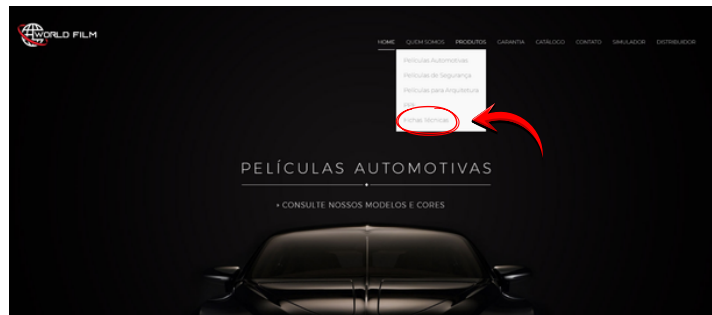 WORLD FILM
HOME QUEM SOMOS PRODUTOS GARANTIA CATÁLOGO CONTATO SIMULADOR DISTRIBUIDOR
Películas Automotivas
Películas de Segurança
Películas para Arquitetura
PPF
Fichas Técnicas
PELÍCULAS AUTOMOTIVAS
+ CONSULTE NOSSOS MODELOS E CORES